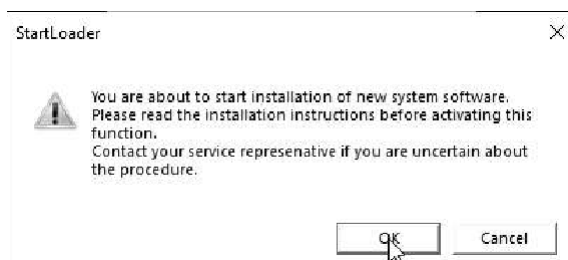 StartLoader
You are about to start installation of new system software.
Please read the installation instructions before activating this
function.
Contact your service represenative if you are uncertain about
the procedure.
OK
Cancel